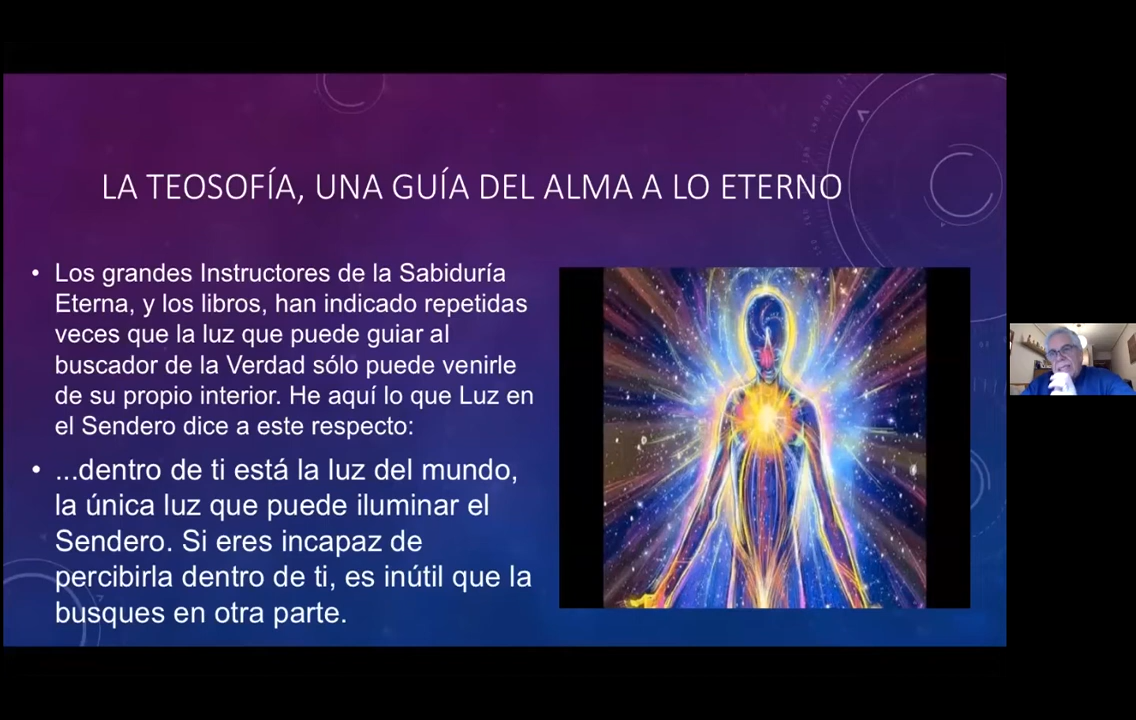 LA TEOSOFÍA, UNA GUÍA DEL ALMA A LO ETERNO
• Los grandes Instructores de la Sabiduría
Eterna, y los libros, han indicado repetidas
veces que la luz que puede guiar al
buscador de la Verdad sólo puede venirle
de su propio interior. He aquí lo que Luz en
el Sendero dice a este respecto:
• ...dentro de ti está la luz del mundo,
la única luz que puede iluminar el
Sendero. Si eres incapaz de
percibirla dentro de ti, es inútil que la
busques en otra parte.